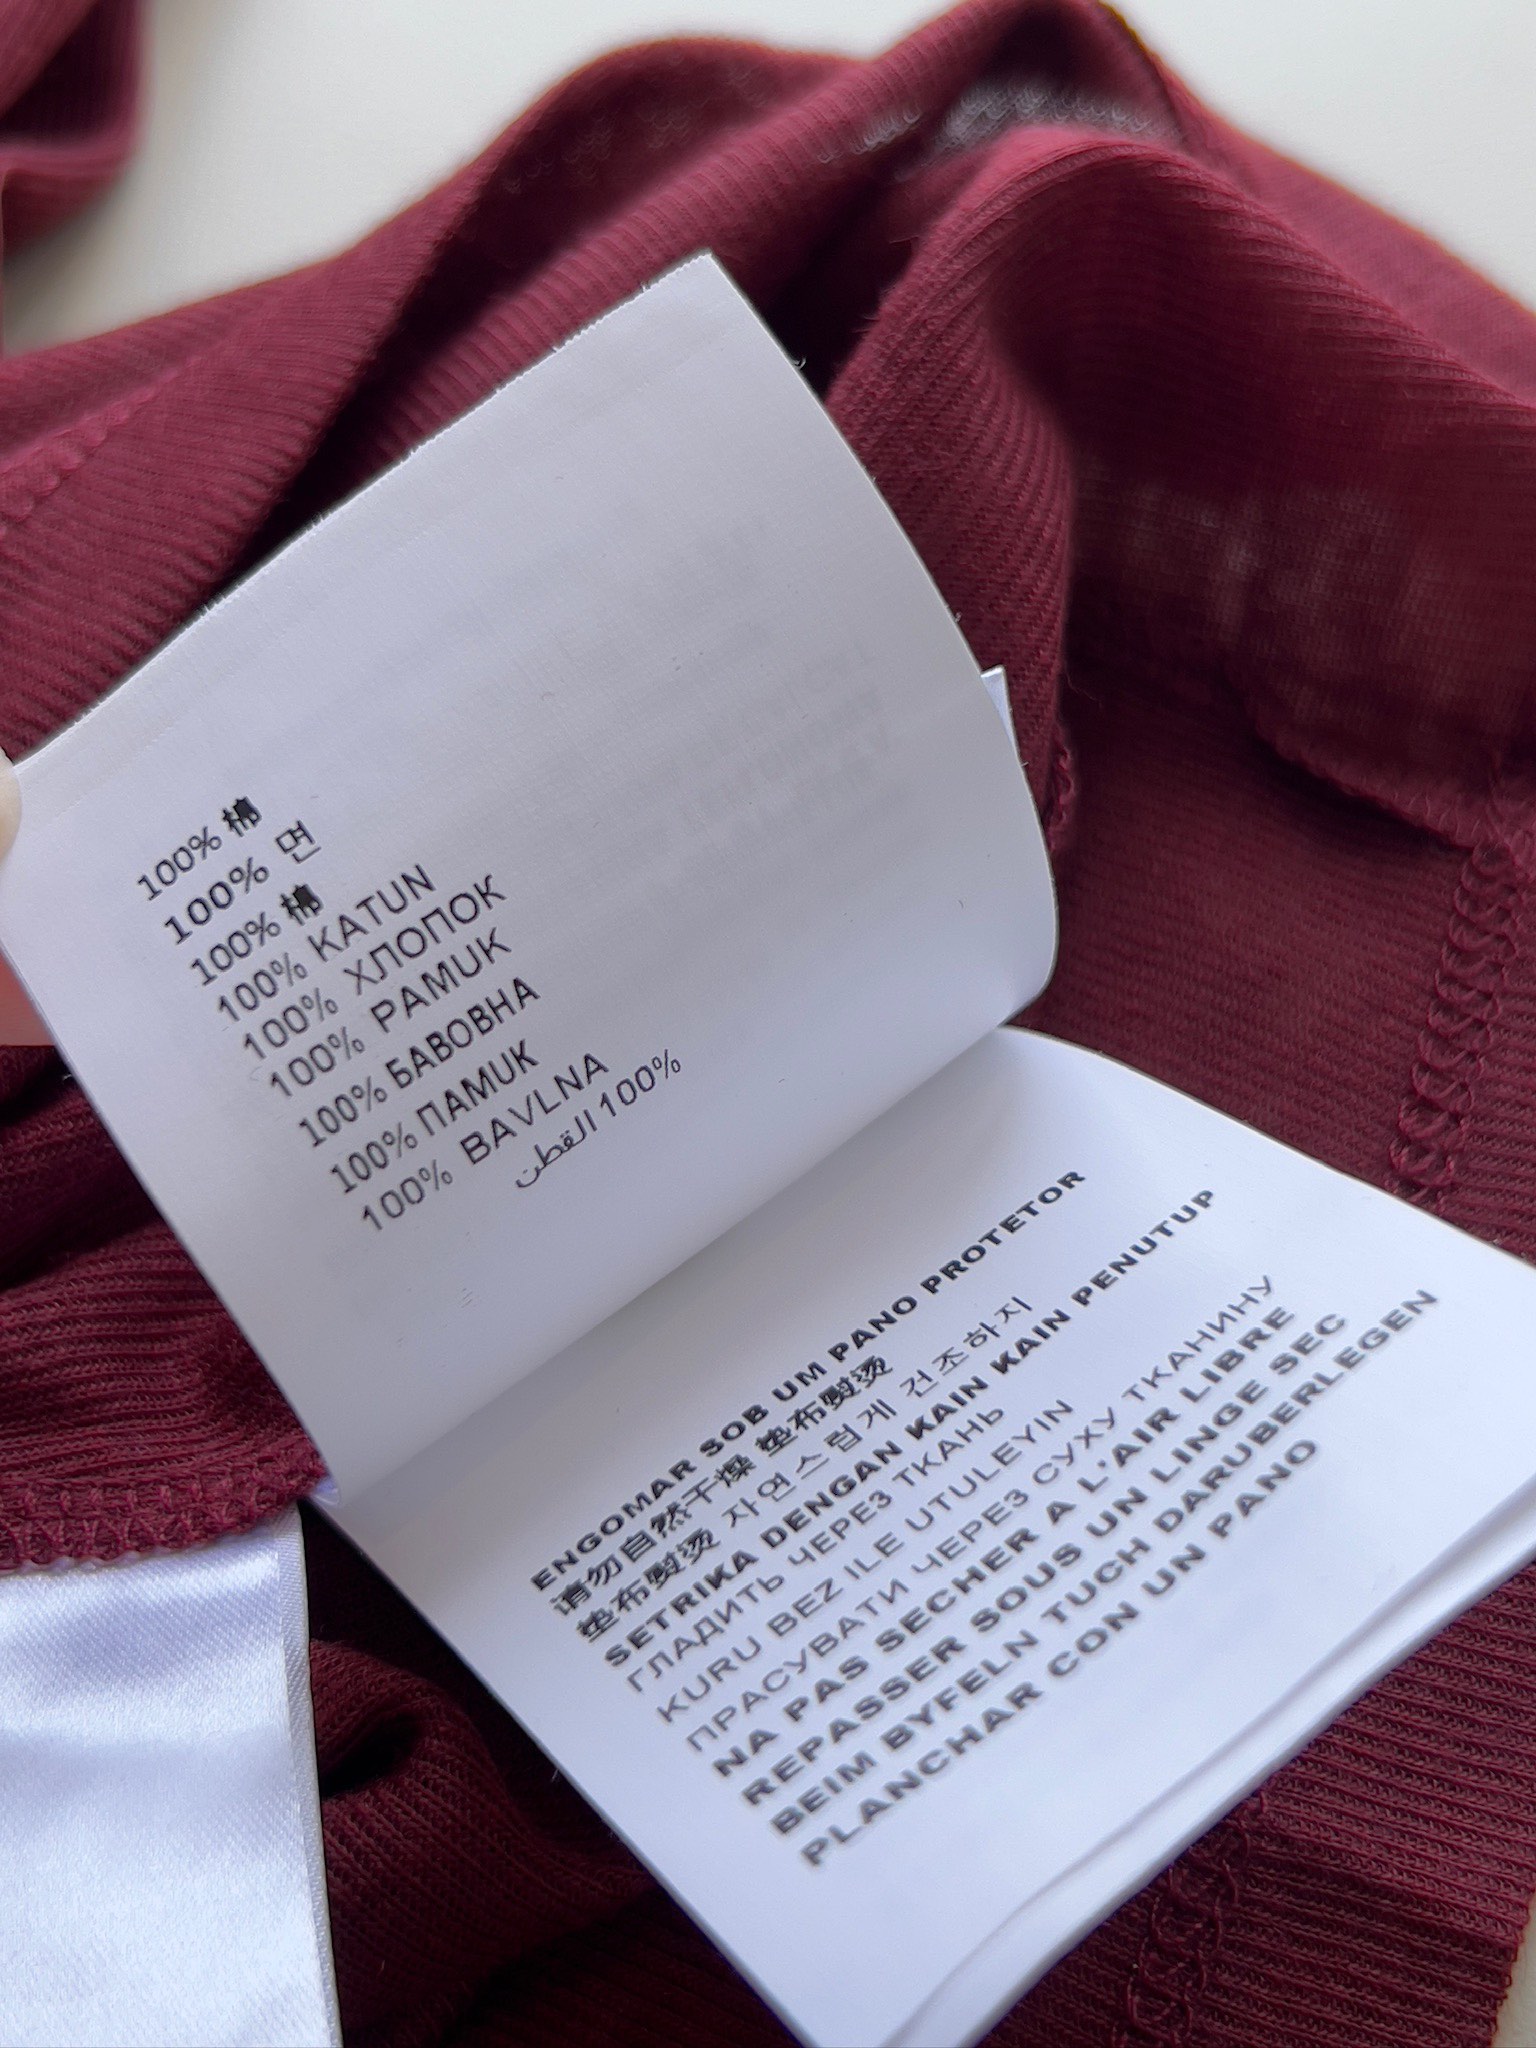 100% 棉
100% 면
100% 棉
100% KATUN
100% ХЛОПОК
100% PAMUK
100% БАВОВНА
100% ПАМУК
100% BAVLNA
100% القطن
ENGOMAR SOB UM PANO PROTETOR
请勿自然干燥 垫布熨烫
垫布熨烫 자연스럽게 건조하지
SETRIKA DENGAN KAIN KAIN PENUTUP
ГЛАДИТЬ ЧЕРЕЗ ТКАНЬ
KURU BEZ ILE UTULEYIN
ПРАСУВАТИ ЧЕРЕЗ СУХУ ТКАНИНУ
NA PAS SECHER A L'AIR LIBRE
REPASSER SOUS UN LINGE SEC
BEIM BYFELN TUCH DARUBERLEGEN
PLANCHAR CON UN PANO